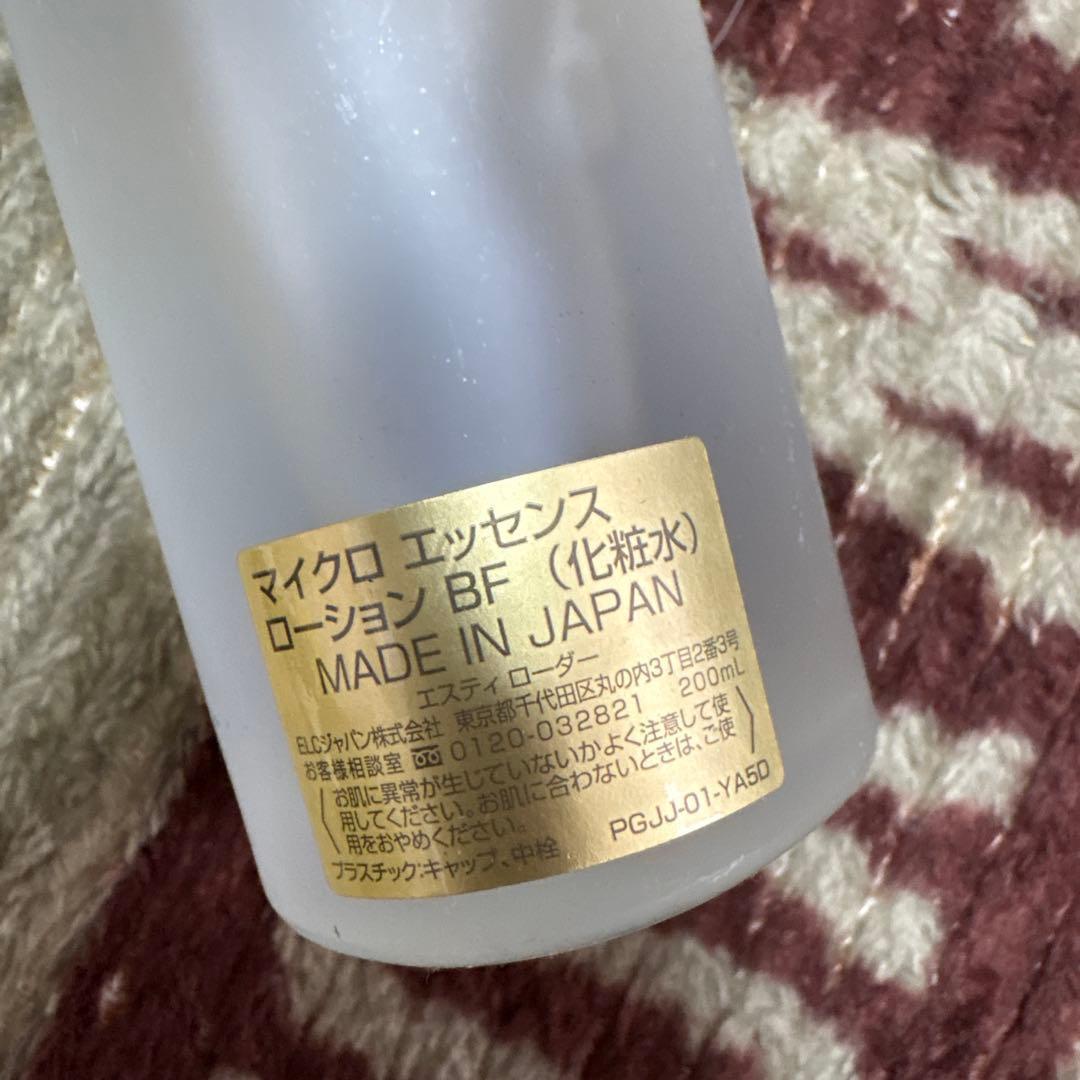 マイクロ エッセンス
ローション BF （化粧水）
MADE IN JAPAN
エスティ ローダー
ELCジャパン株式会社 東京都千代田区丸の内3丁目2番3号
お客様相談室 0120-032821 200mL
お肌に異常が生じていないかよく注意して使
用してください。お肌に合わないときは、ご使
用をおやめください。
プラスチック:キャップ、中栓 PGJJ-01-YA5D